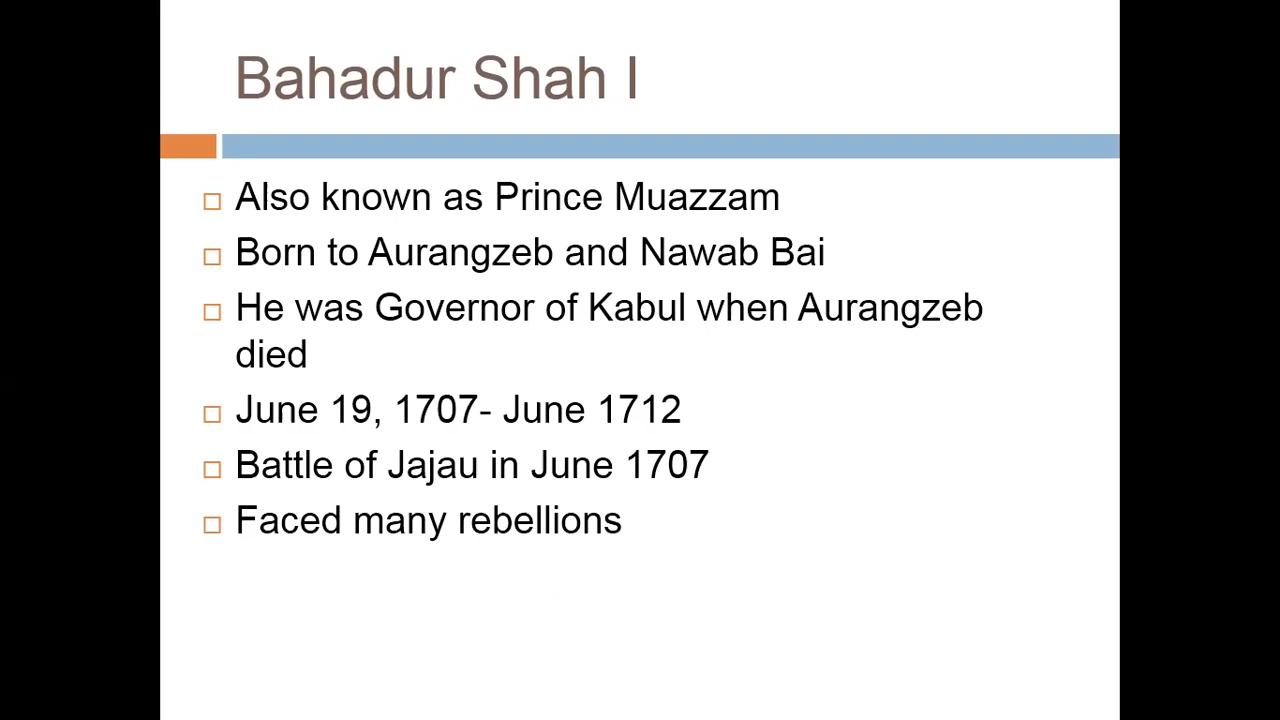 Bahadur Shah I
Also known as Prince Muazzam
Born to Aurangzeb and Nawab Bai
He was Governor of Kabul when Aurangzeb
died
June 19, 1707- June 1712
Battle of Jajau in June 1707
Faced many rebellions